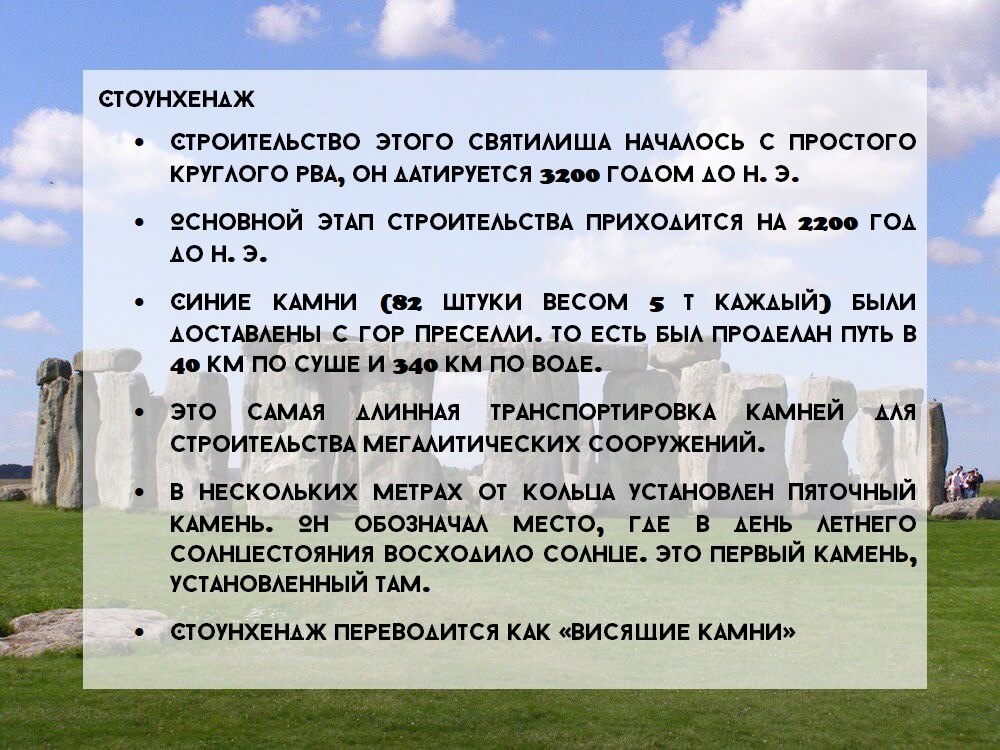 СТОУНХЕНДЖ
• СТРОИТЕЛЬСТВО ЭТОГО СВЯТИЛИЩА НАЧАЛОСЬ С ПРОСТОГО
КРУГЛОГО РВА, ОН ДАТИРУЕТСЯ 3200 ГОДОМ ДО Н. Э.
• ОСНОВНОЙ ЭТАП СТРОИТЕЛЬСТВА ПРИХОДИТСЯ НА 2200 ГОД
ДО Н. Э.
• СИНИЕ КАМНИ (82 ШТУКИ ВЕСОМ 5 Т КАЖДЫЙ) БЫЛИ
ДОСТАВЛЕНЫ С ГОР ПРЕСЕЛЛИ. ТО ЕСТЬ БЫЛ ПРОДЕЛАН ПУТЬ В
40 КМ ПО СУШЕ И 340 КМ ПО ВОДЕ.
• ЭТО САМАЯ ДЛИННАЯ ТРАНСПОРТИРОВКА КАМНЕЙ ДЛЯ
СТРОИТЕЛЬСТВА МЕГАЛИТИЧЕСКИХ СООРУЖЕНИЙ.
• В НЕСКОЛЬКИХ МЕТРАХ ОТ КОЛЬЦА УСТАНОВЛЕН ПЯТОЧНЫЙ
КАМЕНЬ. ОН ОБОЗНАЧАЛ МЕСТО, ГДЕ В ДЕНЬ ЛЕТНЕГО
СОЛНЦЕСТОЯНИЯ ВОСХОДИЛО СОЛНЦЕ. ЭТО ПЕРВЫЙ КАМЕНЬ,
УСТАНОВЛЕННЫЙ ТАМ.
• СТОУНХЕНДЖ ПЕРЕВОДИТСЯ КАК «ВИСЯЩИЕ КАМНИ»